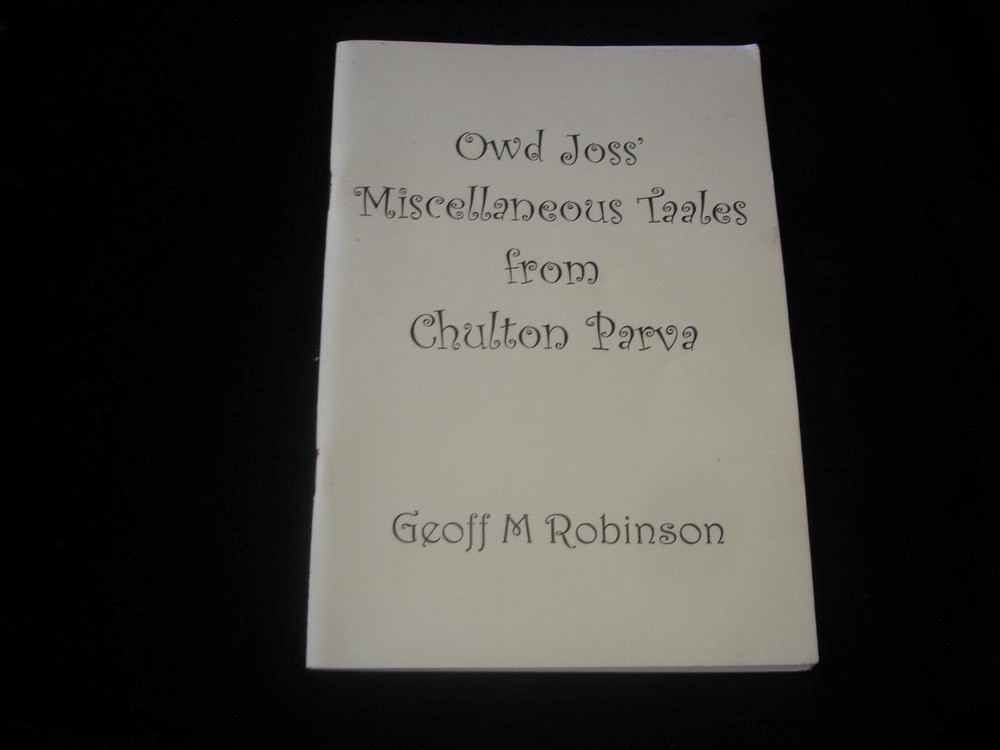 Owd Joss'
Miscellaneous Taales
from
Chulton Parva
Geoff M Robinson